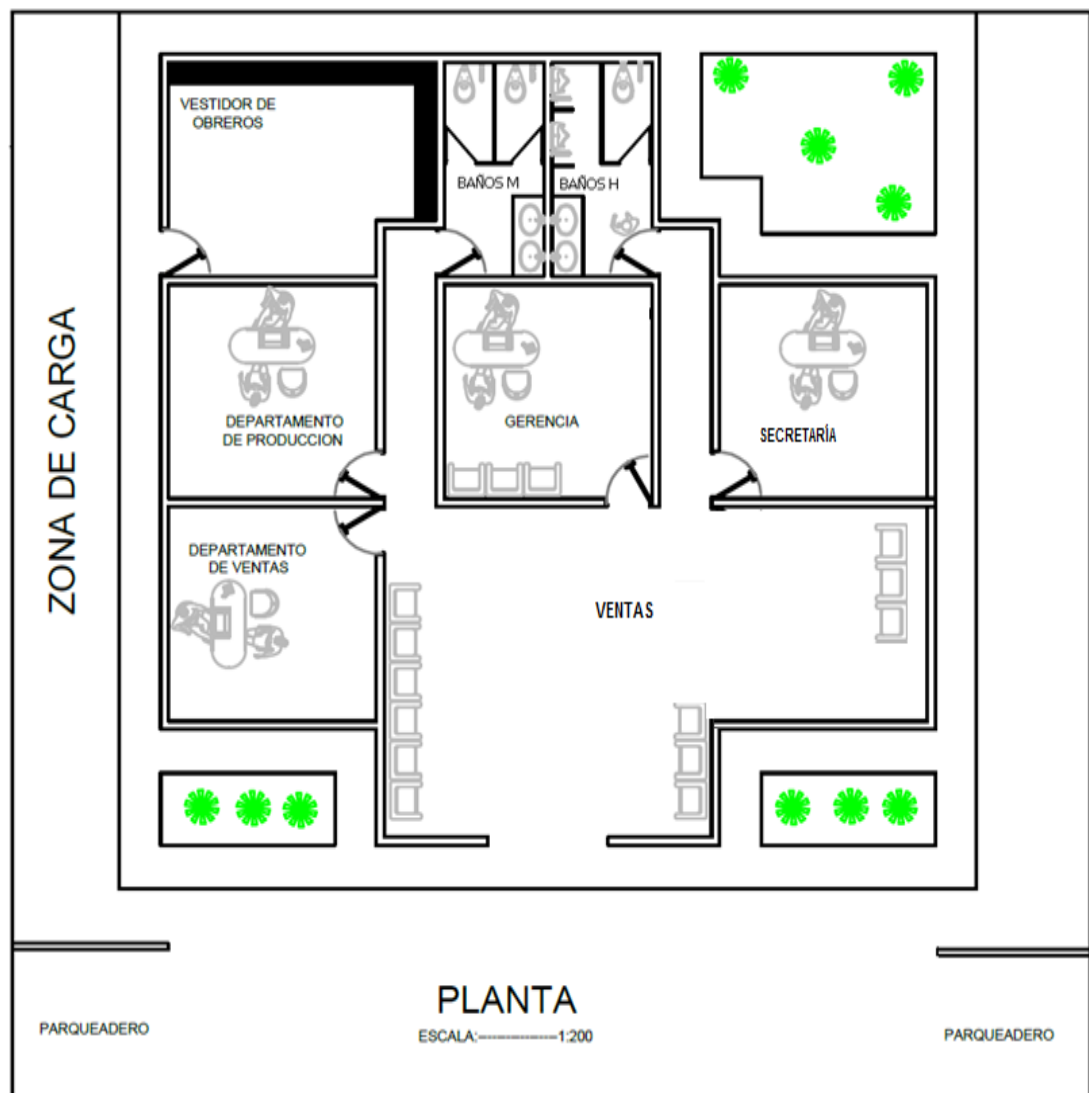 VESTIDOR DE
OBREROS
BAÑOS M
BAÑOS H
ZONA DE CARGA
DEPARTAMENTO
DE PRODUCCION
GERENCIA
SECRETARÍA
DEPARTAMENTO
DE VENTAS
VENTAS
PLANTA
ESCALA:-----------------1:200
PARQUEADERO
PARQUEADERO